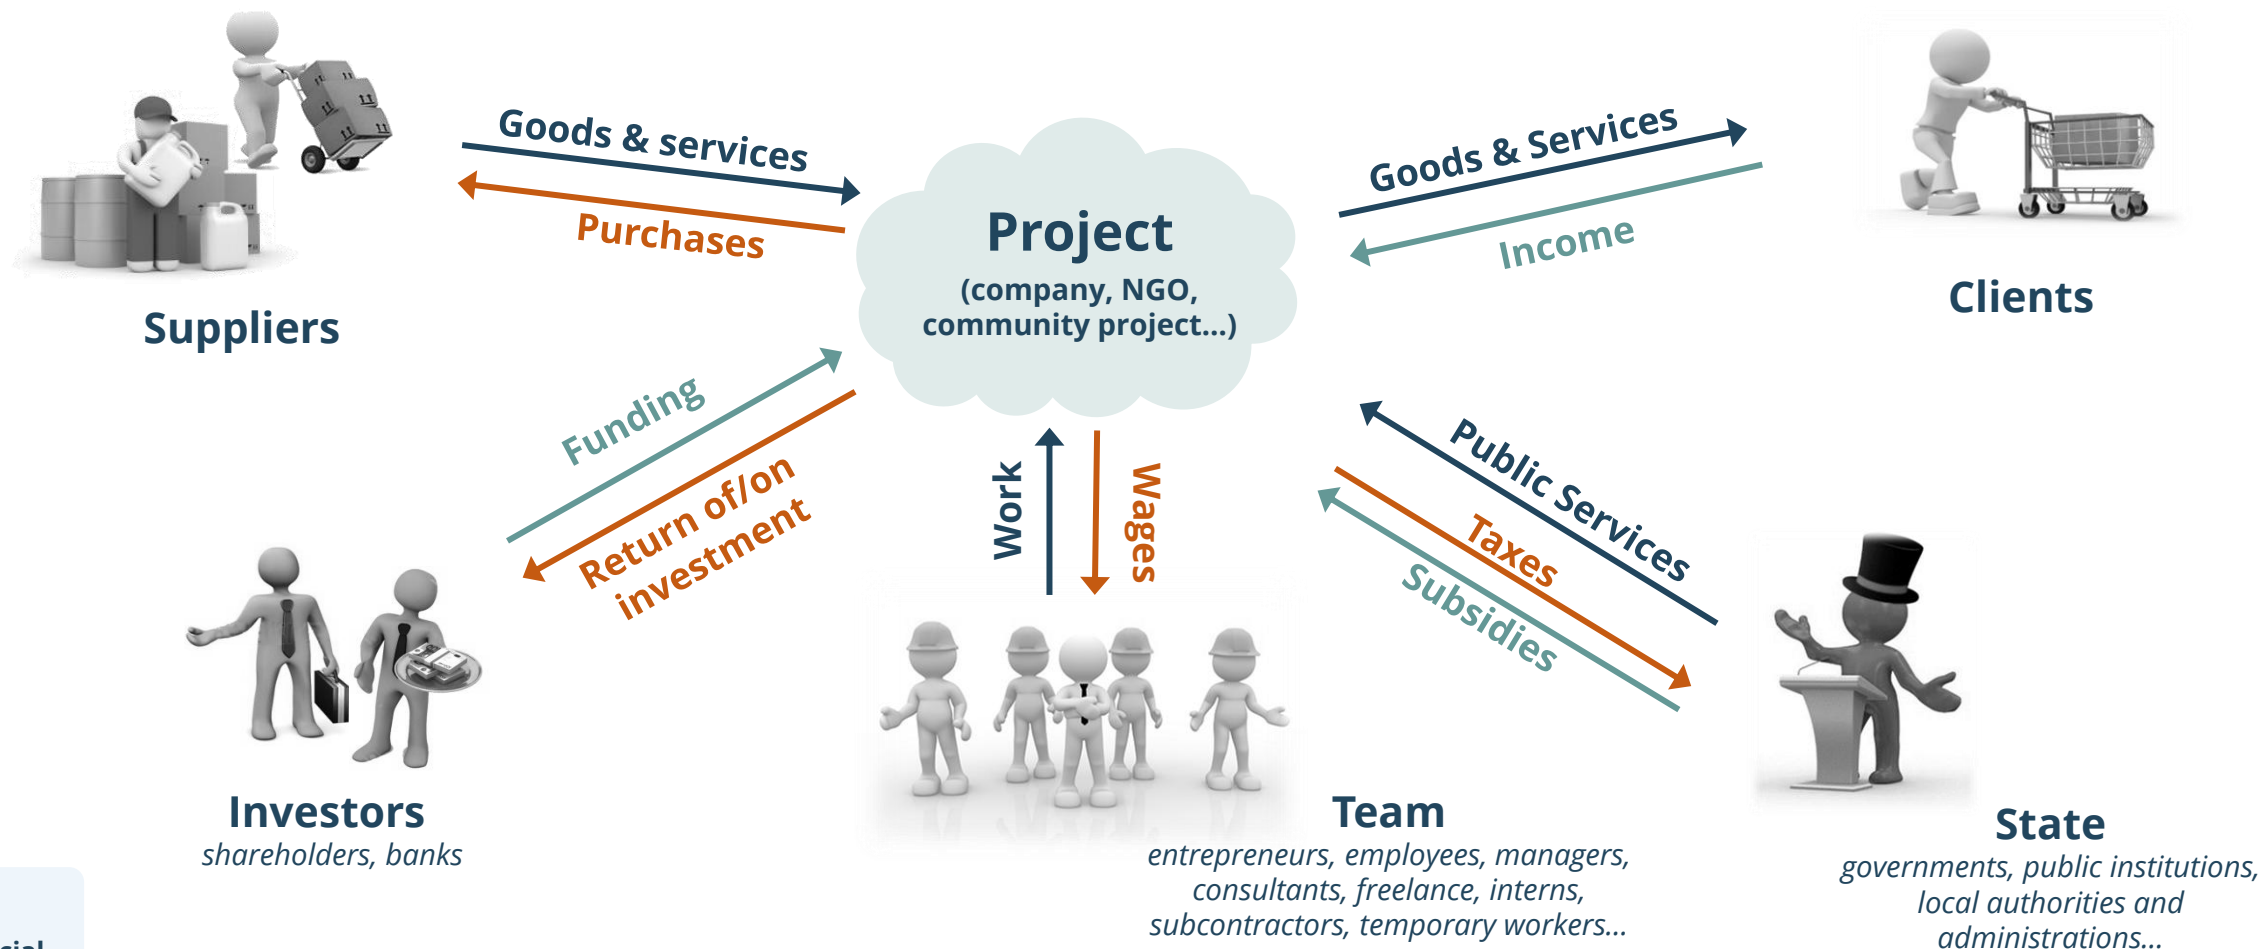 Goods & services
Purchases
Suppliers
Project
(company, NGO,
community project...)
Goods & Services
Income
Clients
Funding
Return of/on
investment
Work
Wages
Public Services
Taxes
Subsidies
Investors
shareholders, banks
Team
entrepreneurs, employees, managers,
consultants, freelance, interns,
subcontractors, temporary workers...
State
governments, public institutions,
local authorities and
administrations...